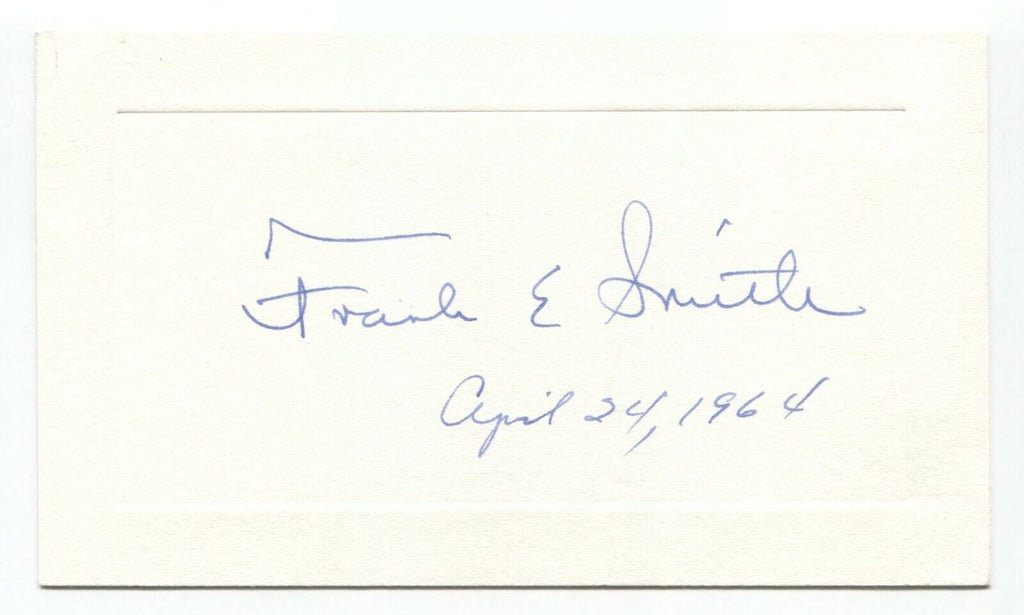 Frank E Smith
April 24, 1964